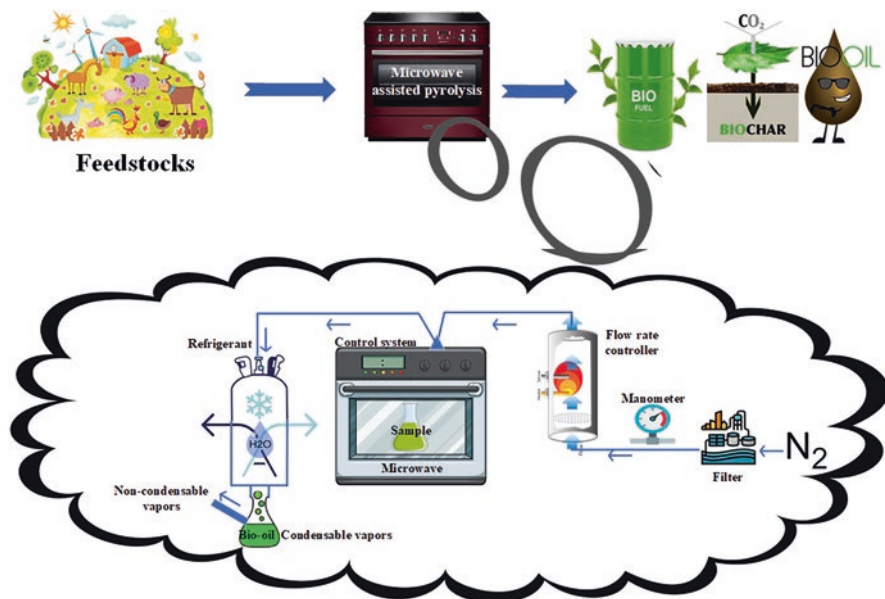 Feedstocks
Microwave
assisted pyrolysis
BIO
FUEL
CO₂
BIOCHAR
BIOOIL
Refrigerant
Control system
Flow rate
controller
Manometer
N₂
Filter
H2O
Sample
Microwave
Non-condensable
vapors
Bio-oil
Condensable vapors